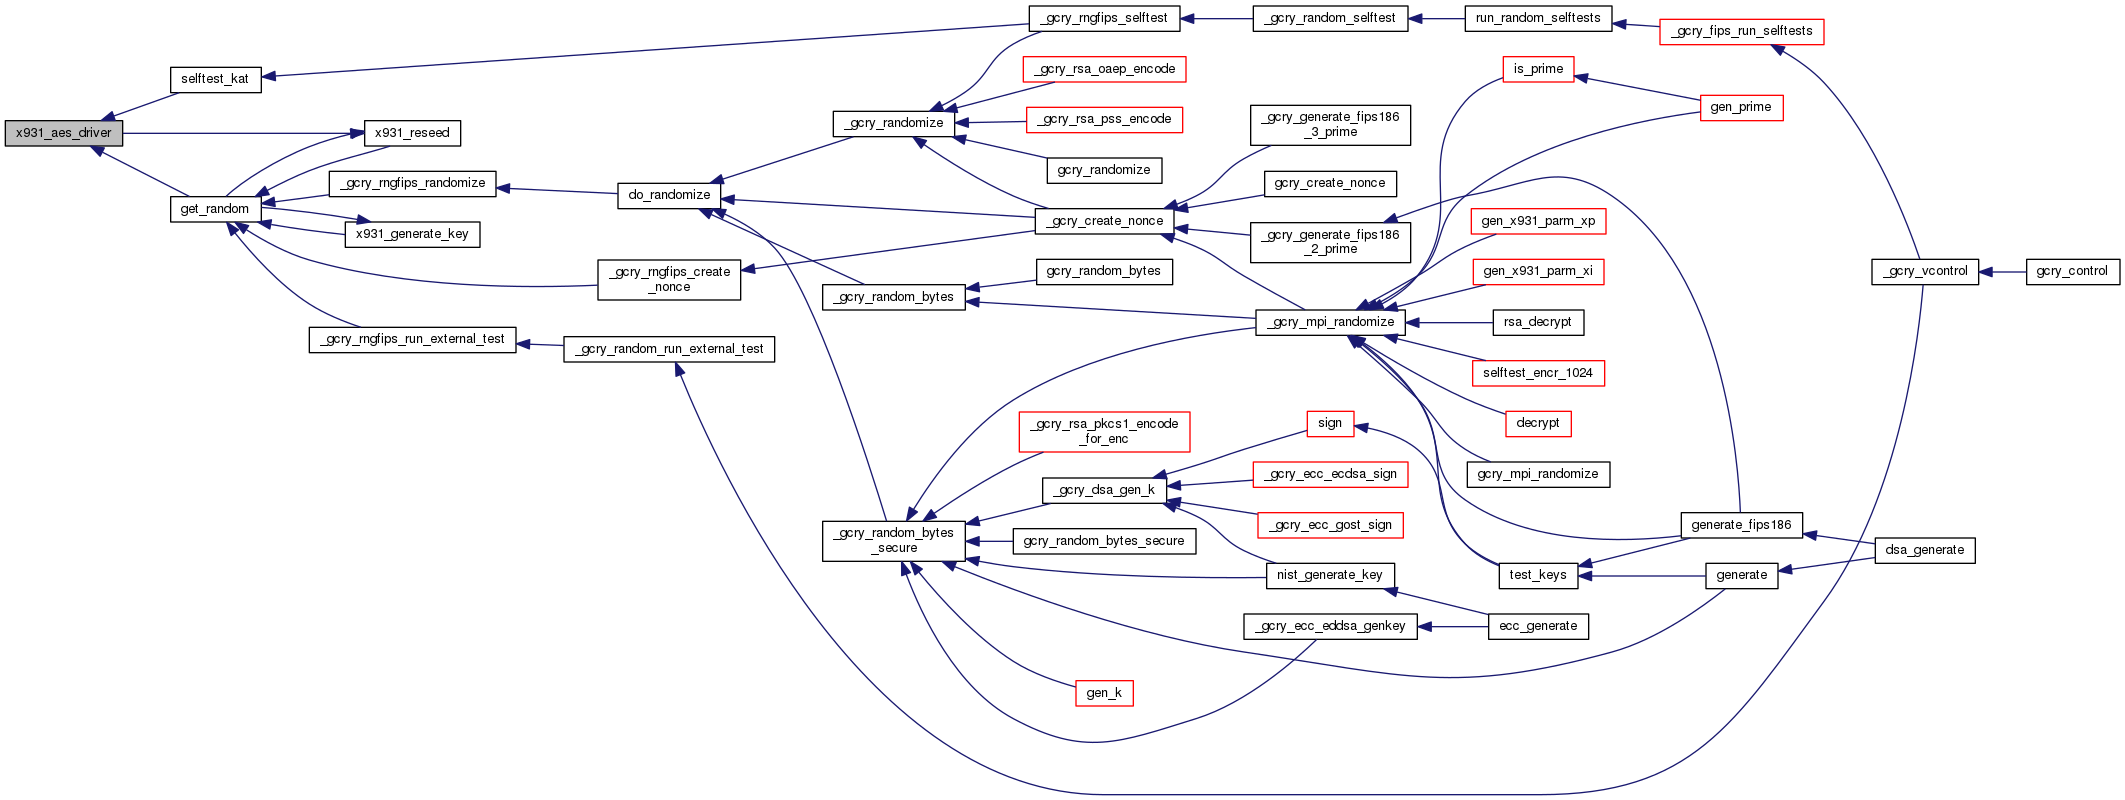 _gcry_rngfips_selftest
_gcry_random_selftest
run_random_selftests
_gcry_fips_run_selftests
selftest_kat
_gcry_rsa_oaep_encode
is_prime
gen_prime
x931_aes_driver
x931_reseed
_gcry_randomize
_gcry_rsa_pss_encode
_gcry_generate_fips186
_3_prime
gcry_randomize
_gcry_rngfips_randomize
do_randomize
gcry_create_nonce
get_random
x931_generate_key
_gcry_create_nonce
_gcry_generate_fips186
_2_prime
gen_x931_parm_xp
_gcry_rngfips_create
_nonce
gcry_random_bytes
gen_x931_parm_xi
_gcry_vcontrol
gcry_control
_gcry_random_bytes
_gcry_mpi_randomize
rsa_decrypt
_gcry_rngfips_run_external_test
_gcry_random_run_external_test
selftest_encr_1024
_gcry_rsa_pkcs1_encode
_for_enc
sign
decrypt
_gcry_ecc_ecdsa_sign
gcry_mpi_randomize
_gcry_dsa_gen_k
_gcry_ecc_gost_sign
generate_fips186
_gcry_random_bytes
_secure
gcry_random_bytes_secure
dsa_generate
nist_generate_key
test_keys
generate
_gcry_ecc_eddsa_genkey
ecc_generate
gen_k